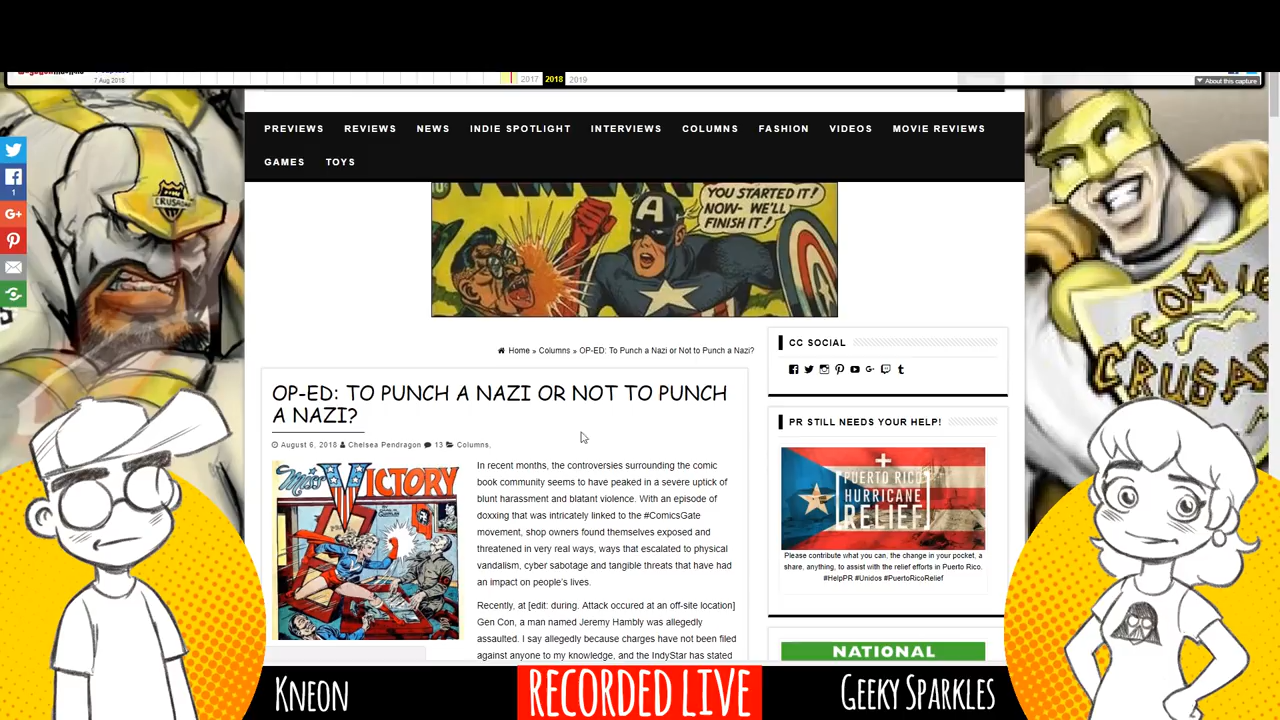 2017 2018 2019
7 Aug 2018
About this capture
PREVIEWS REVIEWS NEWS INDIE SPOTLIGHT INTERVIEWS COLUMNS FASHION VIDEOS MOVIE REVIEWS
GAMES TOYS
CRUSADER
YOU STARTED IT!
NOW- WE'LL
FINISH IT!
A
1
Home » Columns » OP-ED: To Punch a Nazi or Not to Punch a Nazi?
CC SOCIAL
OP-ED: TO PUNCH A NAZI OR NOT TO PUNCH
A NAZI?
August 6, 2018 Chelsea Pendragon 13 Columns,
PR STILL NEEDS YOUR HELP!
Miss VICTORY
In recent months, the controversies surrounding the comic
book community seems to have peaked in a severe uptick of
blunt harassment and blatant violence. With an episode of
doxxing that was intricately linked to the #ComicsGate
movement, shop owners found themselves exposed and
threatened in very real ways, ways that escalated to physical
vandalism, cyber sabotage and tangible threats that have had
an impact on people's lives.
Recently, at [edit: during. Attack occured at an off-site location]
Gen Con, a man named Jeremy Hambly was allegedly
assaulted. I say allegedly because charges have not been filed
against anyone to my knowledge, and the IndyStar has stated
PUERTO RICO
HURRICANE
RELIEF
Please contribute what you can, the change in your pocket, a
share, anything, to assist with the relief efforts in Puerto Rico.
#HelpPR #Unidos #PuertoRicoRelief
NATIONAL
KNEON
RECORDED LIVE
GEEKY SPARKLES